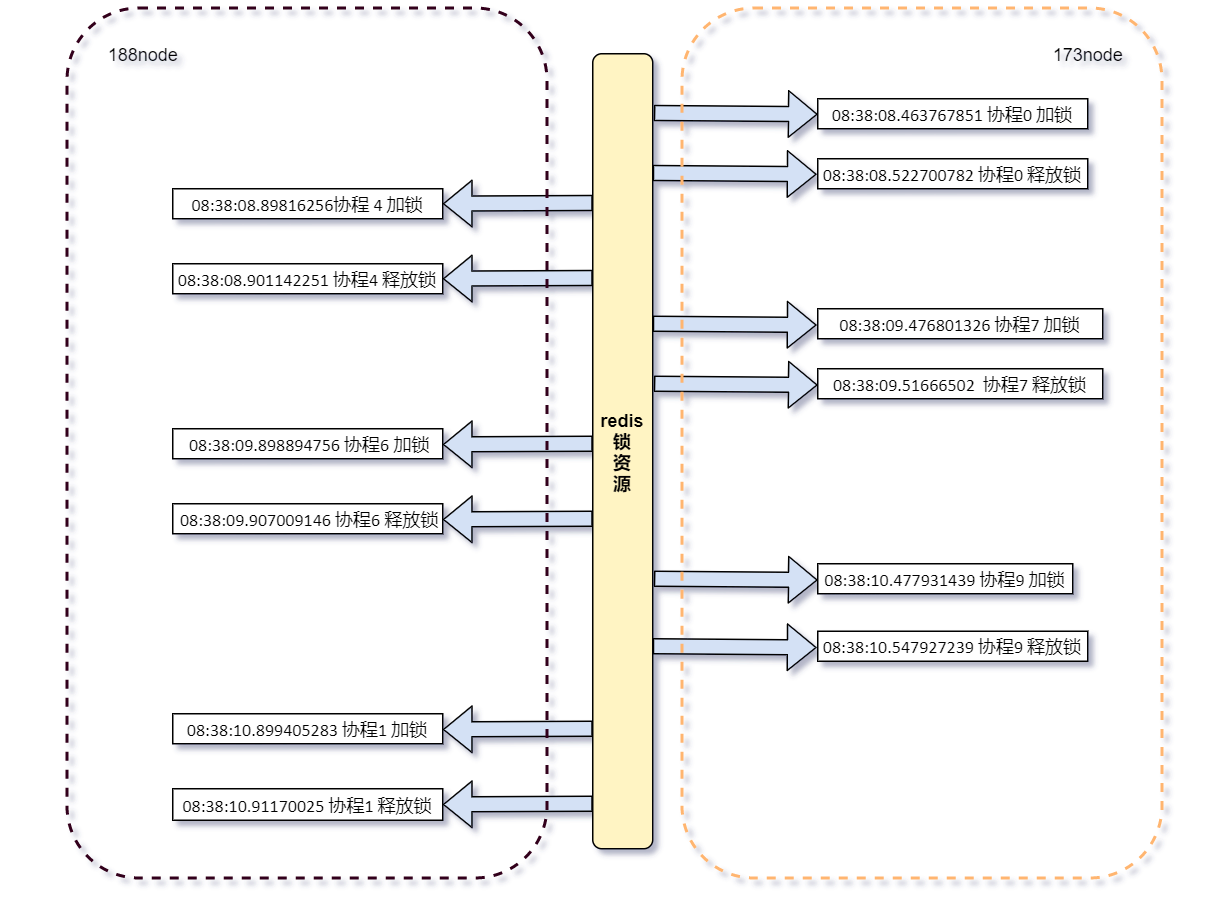 188node
173node
08:38:08.463767851 协程0 加锁
08:38:08.522700782 协程0 释放锁
08:38:08.89816256协程 4 加锁
08:38:08.901142251 协程4 释放锁
08:38:09.476801326 协程7 加锁
08:38:09.51666502 协程7 释放锁
redis
锁
资
源
08:38:09.898894756 协程6 加锁
08:38:09.907009146 协程6 释放锁
08:38:10.477931439 协程9 加锁
08:38:10.547927239 协程9 释放锁
08:38:10.899405283 协程1 加锁
08:38:10.91170025 协程1 释放锁